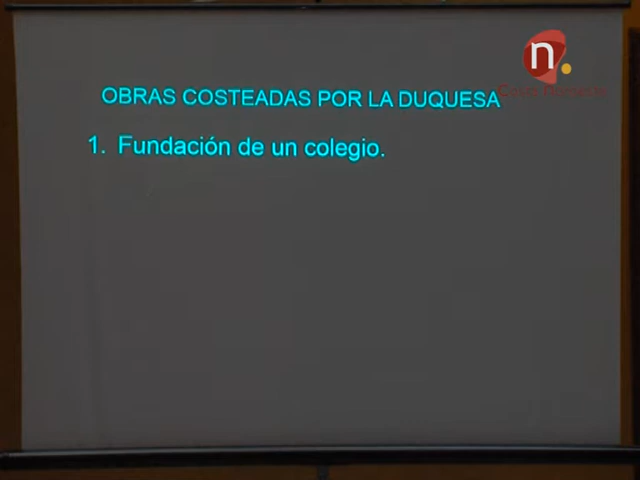 n.
OBRAS COSTEADAS POR LA DUQUESA
1. Fundación de un colegio.